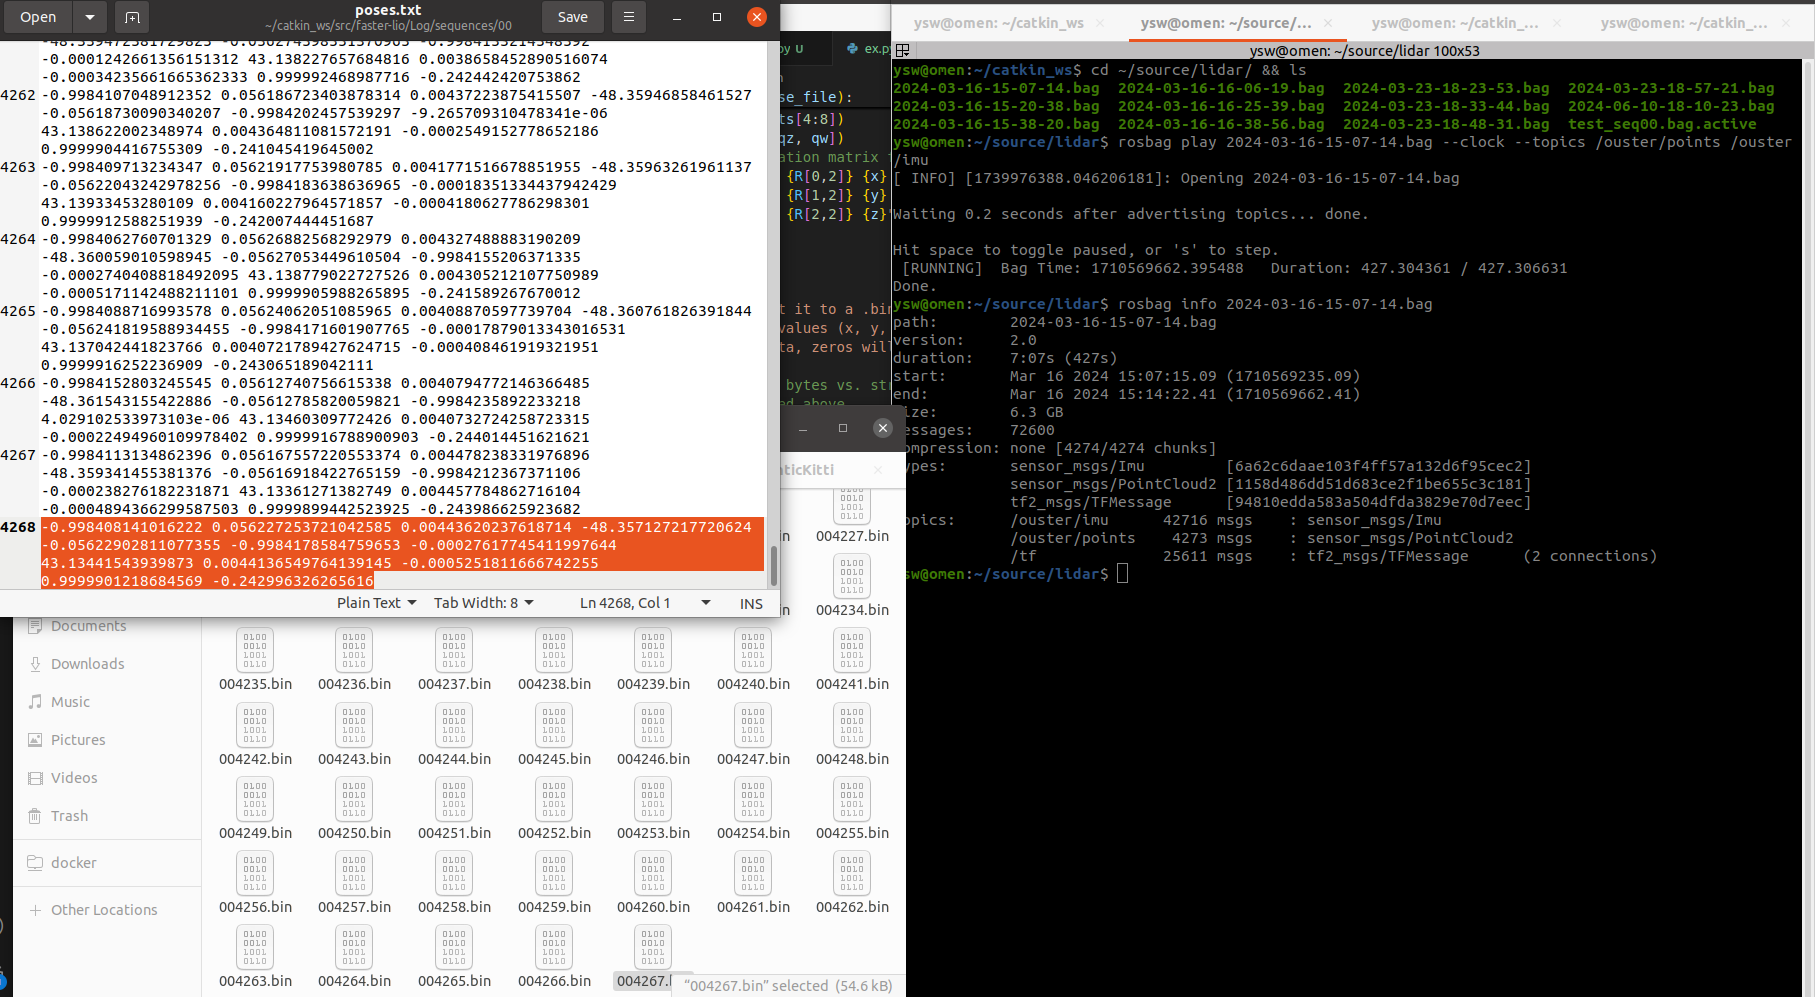 Open
poses.txt
~/catkin_ws/src/faster-lio/Log/sequences/00
Save
-0.0001242661356151312 43.138227657684816 0.0038658452890516074
-0.00034235661665362333 0.999992468987716 -0.242442420753862
4262 -0.9984107048912352 0.056186723403878314 0.00437223875415507 -48.35946858461527
-0.05618730090340207 -0.9984202457539297 -9.265709310478341e-06
43.138622002348974 0.004364811081572191 -0.0002549152778652186
0.9999904416755309 -0.241045419645002
4263 -0.998409713234347 0.05621917753980785 0.0041771516678851955 -48.35963261961137
-0.05622043242978256 -0.9984183638636965 -0.00018351334437942429
43.13933453280109 0.004160227964571857 -0.0004180627786298301
0.9999912588251939 -0.242007444451687
4264 -0.9984062760701329 0.05626882568292979 0.004327488883190209
-48.360059010598945 -0.05627053449610504 -0.9984155206371335
-0.0002740408818492095 43.138779022727526 0.004305212107750989
-0.0005171142488211101 0.9999905988265895 -0.241589267670012
4265 -0.9984088716993578 0.05624062051085965 0.00408870597739704 -48.360761826391844
-0.056241819588934455 -0.9984171601907765 -0.00017879013343016531
43.137042441823766 0.0040721789427624715 -0.000408461919321951
0.9999916252236909 -0.243065189042111
4266 -0.9984152803245545 0.05612740756615338 0.0040794772146366485
-48.361543155422886 -0.05612785820059821 -0.9984235892233218
4.0291025339731​03e-06 43.13460309772426 0.0040732724258723315
-0.00022494960109978402 0.9999916788900903 -0.244014451621621
4267 -0.9984113134862396 0.056167557220553374 0.004478238331976896
-48.359341455381376 -0.05616918422765159 -0.9984212367371106
-0.000238276182231871 43.13361271382749 0.004457784862716104
-0.0004894366299587503 0.9999899442523925 -0.243986625923682
4268 -0.998408141016222 0.056227253721042585 0.00443620237618714 -48.357127217720624
-0.05622902811077355 -0.9984178584759653 -0.00027617745411997644
43.13441543939873 0.0044136549764139145 -0.0005251811666742255
0.9999901218684569 -0.242996326265616
Plain Text Tab Width: 8 Ln 4268, Col 1 INS
py U ex.py
se_file):
ts[4:8])
qz, qw])
ation matrix
{R[0,2]} {x}
{R[1,2]} {y}
{R[2,2]} {z}
t it to a .bin
values (x, y,
ta, zeros wil
bytes vs. str
ed above
ticKitti
004227.bin
004234.bin
Documents
Downloads
Music
Pictures
Videos
Trash
docker
Other Locations
004235.bin 004236.bin 004237.bin 004238.bin 004239.bin 004240.bin 004241.bin
004242.bin 004243.bin 004244.bin 004245.bin 004246.bin 004247.bin 004248.bin
004249.bin 004250.bin 004251.bin 004252.bin 004253.bin 004254.bin 004255.bin
004256.bin 004257.bin 004258.bin 004259.bin 004260.bin 004261.bin 004262.bin
004263.bin 004264.bin 004265.bin 004266.bin 004267.
"004267.bin" selected (54.6 kB)
ysw@omen: ~/catkin_ws ysw@omen: ~/source/... ysw@omen: ~/catkin_... ysw@omen: ~/catkin_...
ysw@omen: ~/source/lidar 100x53
ysw@omen:~/catkin_ws$ cd ~/source/lidar/ && ls
2024-03-16-15-07-14.bag 2024-03-16-16-06-19.bag 2024-03-23-18-23-53.bag 2024-03-23-18-57-21.bag
2024-03-16-15-20-38.bag 2024-03-16-16-25-39.bag 2024-03-23-18-33-44.bag 2024-06-10-18-10-23.bag
2024-03-16-15-38-20.bag 2024-03-16-16-38-56.bag 2024-03-23-18-48-31.bag test_seq00.bag.active
ysw@omen:~/source/lidar$ rosbag play 2024-03-16-15-07-14.bag --clock --topics /ouster/points /ouster
/imu
[ INFO] [1739976388.046206181]: Opening 2024-03-16-15-07-14.bag
Waiting 0.2 seconds after advertising topics... done.
Hit space to toggle paused, or 's' to step.
[RUNNING] Bag Time: 1710569662.395488 Duration: 427.304361 / 427.306631
Done.
ysw@omen:~/source/lidar$ rosbag info 2024-03-16-15-07-14.bag
path: 2024-03-16-15-07-14.bag
version: 2.0
duration: 7:07s (427s)
start: Mar 16 2024 15:07:15.09 (1710569235.09)
end: Mar 16 2024 15:14:22.41 (1710569662.41)
ize: 6.3 GB
essages: 72600
ompression: none [4274/4274 chunks]
ypes: sensor_msgs/Imu [6a62c6daae103f4ff57a132d6f95cec2]
sensor_msgs/PointCloud2 [1158d486dd51d683ce2f1be655c3c181]
tf2_msgs/TFMessage [94810edda583a504dfda3829e70d7eec]
opics: /ouster/imu 42716 msgs : sensor_msgs/Imu
/ouster/points 4273 msgs : sensor_msgs/PointCloud2
/tf 25611 msgs : tf2_msgs/TFMessage (2 connections)
sw@omen:~/source/lidar$